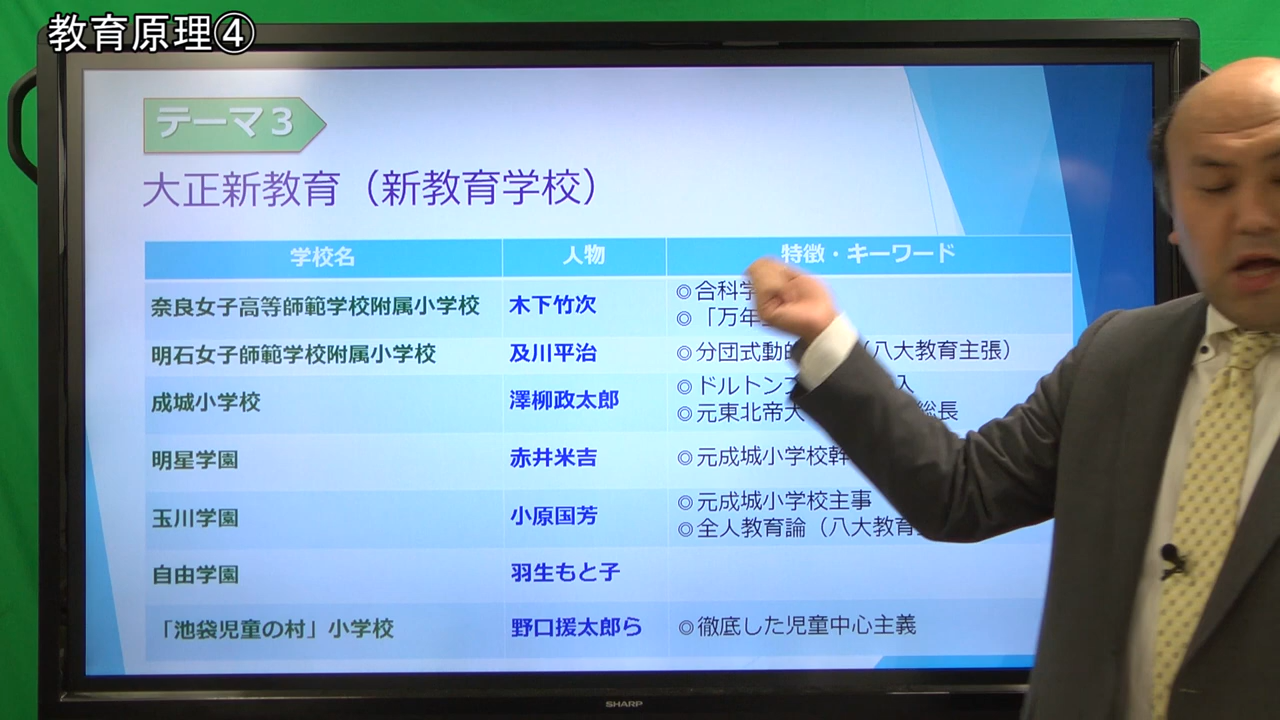 教育原理④
テーマ3
大正新教育（新教育学校）
学校名 人物 特徴・キーワード
奈良女子高等師範学校附属小学校 木下竹次 ◎合科学
◎「万年
明石女子師範学校附属小学校 及川平治 ◎分団式動的 （八大教育主張）
成城小学校 澤柳政太郎 ◎ドルトン 入
◎元東北帝大 総長
明星学園 赤井米吉 ◎元成城小学校幹
玉川学園 小原国芳 ◎元成城小学校主事
◎全人教育論（八大教育
自由学園 羽生もと子
「池袋児童の村」小学校 野口援太郎ら ◎徹底した児童中心主義
SHARP